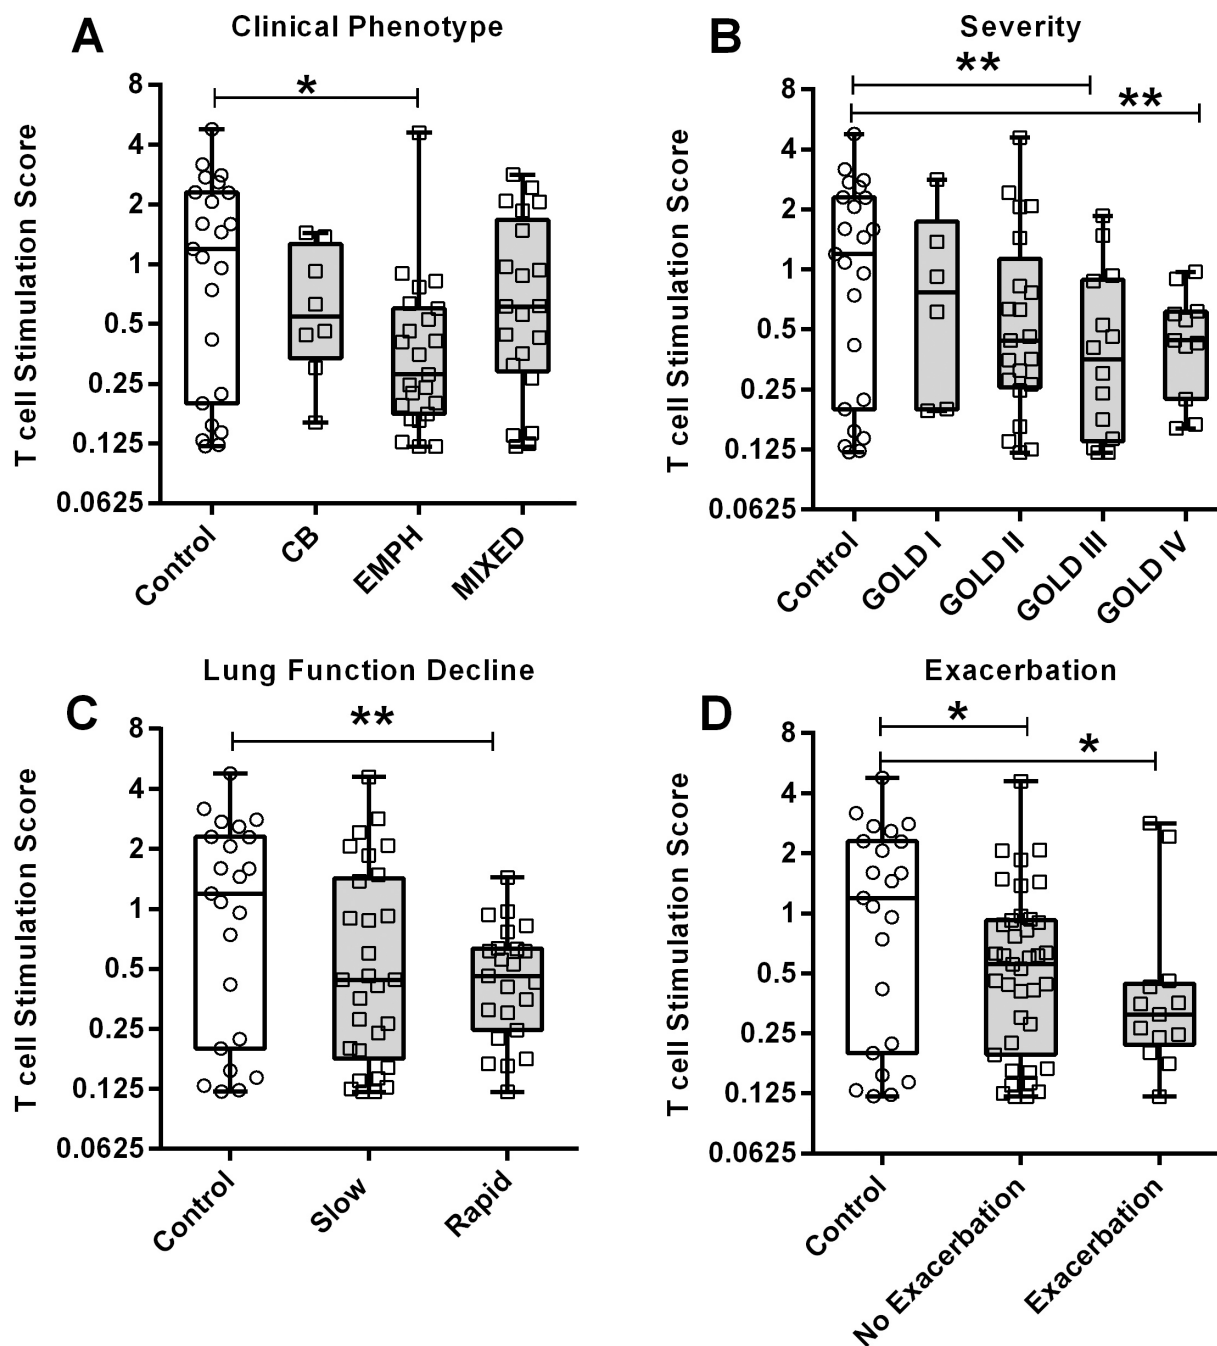 A
Clinical Phenotype
*
T cell Stimulation Score
8
4
2
1
0.5
0.25
0.125
0.0625
Control
CB
EMPH
MIXED
B
Severity
**
**
T cell Stimulation Score
8
4
2
1
0.5
0.25
0.125
0.0625
Control
GOLD I
GOLD II
GOLD III
GOLD IV
C
Lung Function Decline
**
T cell Stimulation Score
8
4
2
1
0.5
0.25
0.125
0.0625
Control
Slow
Rapid
D
Exacerbation
*
*
T cell Stimulation Score
8
4
2
1
0.5
0.25
0.125
0.0625
Control
No Exacerbation
Exacerbation